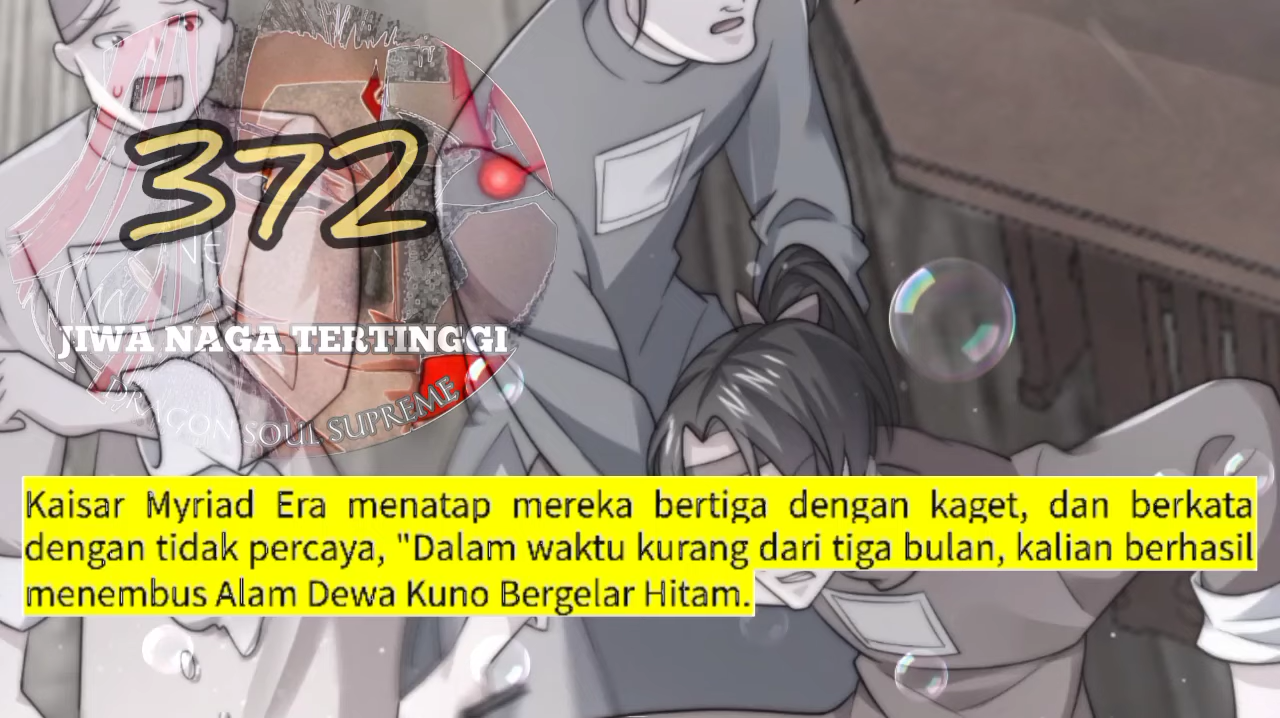 372
NE
JIWA NAGA TERTINGGI
DRAGON SOUL SUPREME
Kaisar Myriad Era menatap mereka bertiga dengan kaget, dan berkata
dengan tidak percaya, "Dalam waktu kurang dari tiga bulan, kalian berhasil
menembus Alam Dewa Kuno Bergelar Hitam.